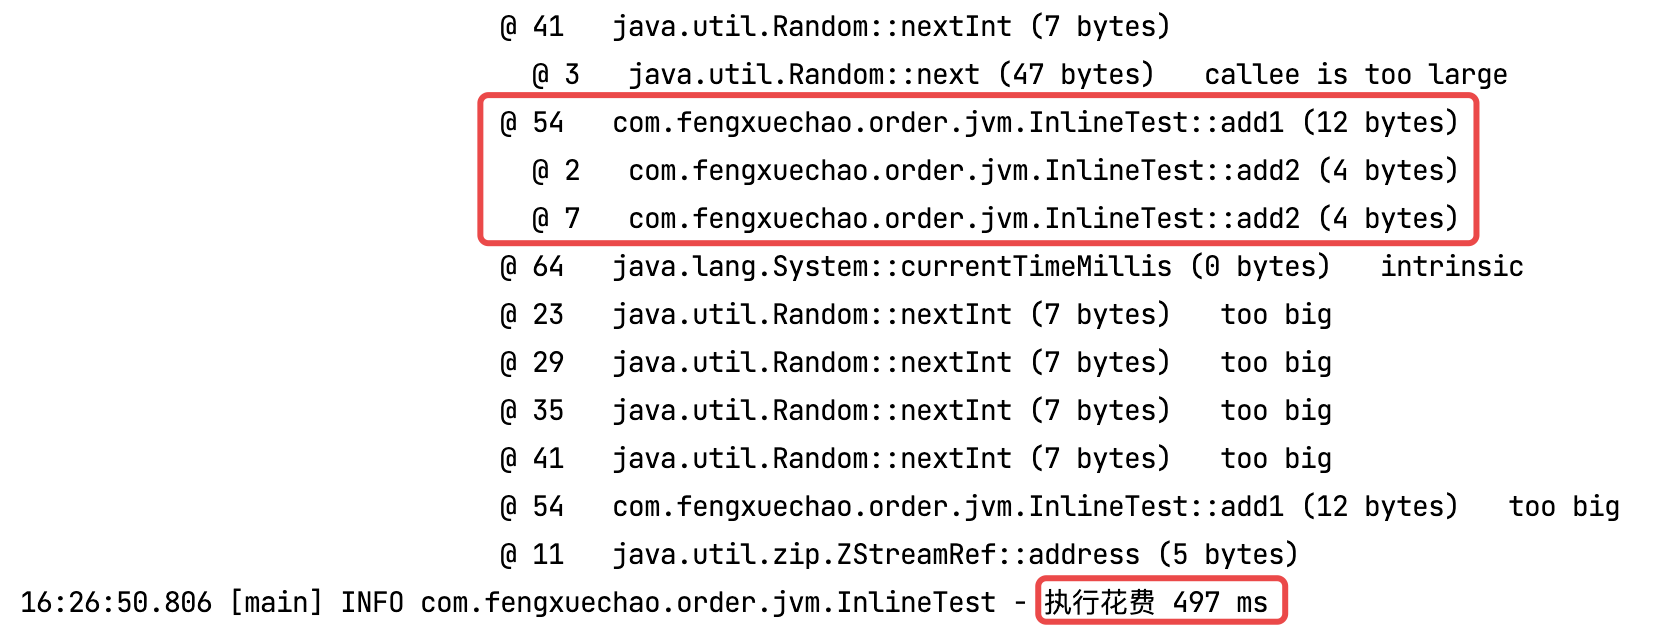 @ 41   java.util.Random::nextInt (7 bytes)
@ 3   java.util.Random::next (47 bytes)   callee is too large
@ 54   com.fengxuechao.order.jvm.InlineTest::add1 (12 bytes)
@ 2   com.fengxuechao.order.jvm.InlineTest::add2 (4 bytes)
@ 7   com.fengxuechao.order.jvm.InlineTest::add2 (4 bytes)
@ 64   java.lang.System::currentTimeMillis (0 bytes)   intrinsic
@ 23   java.util.Random::nextInt (7 bytes)   too big
@ 29   java.util.Random::nextInt (7 bytes)   too big
@ 35   java.util.Random::nextInt (7 bytes)   too big
@ 41   java.util.Random::nextInt (7 bytes)   too big
@ 54   com.fengxuechao.order.jvm.InlineTest::add1 (12 bytes)   too big
@ 11   java.util.zip.ZStreamRef::address (5 bytes)
16:26:50.806 [main] INFO com.fengxuechao.order.jvm.InlineTest - 执行花费 497 ms